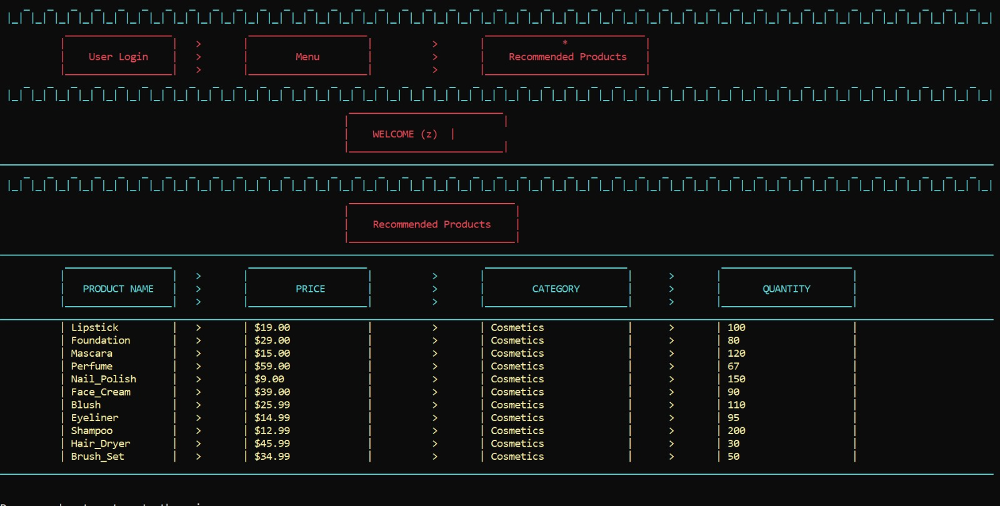 User Login > Menu > * Recommended Products
WELCOME (z)
Recommended Products
PRODUCT NAME > PRICE > CATEGORY > QUANTITY
Lipstick > $19.00 > Cosmetics > 100
Foundation > $29.00 > Cosmetics > 80
Mascara > $15.00 > Cosmetics > 120
Perfume > $59.00 > Cosmetics > 67
Nail_Polish > $9.00 > Cosmetics > 150
Face_Cream > $39.00 > Cosmetics > 90
Blush > $25.99 > Cosmetics > 110
Eyeliner > $14.99 > Cosmetics > 95
Shampoo > $12.99 > Cosmetics > 200
Hair_Dryer > $45.99 > Cosmetics > 30
Brush_Set > $34.99 > Cosmetics > 50